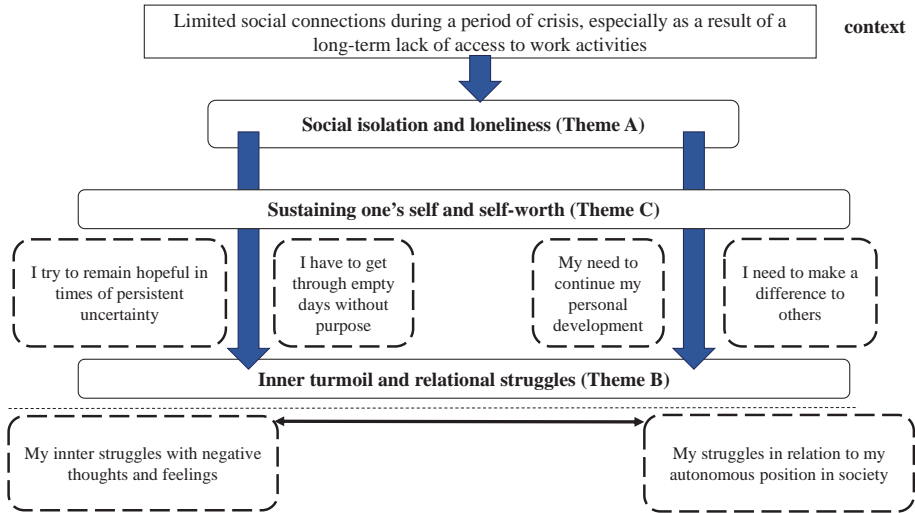 Limited social connections during a period of crisis, especially as a result of a
long-term lack of access to work activities
context
Social isolation and loneliness (Theme A)
Sustaining one's self and self-worth (Theme C)
I try to remain hopeful in
times of persistent
uncertainty
I have to get
through empty
days without
purpose
My need to
continue my
personal
development
I need to make a
difference to
others
Inner turmoil and relational struggles (Theme B)
My innter struggles with negative
thoughts and feelings
My struggles in relation to my
autonomous position in society